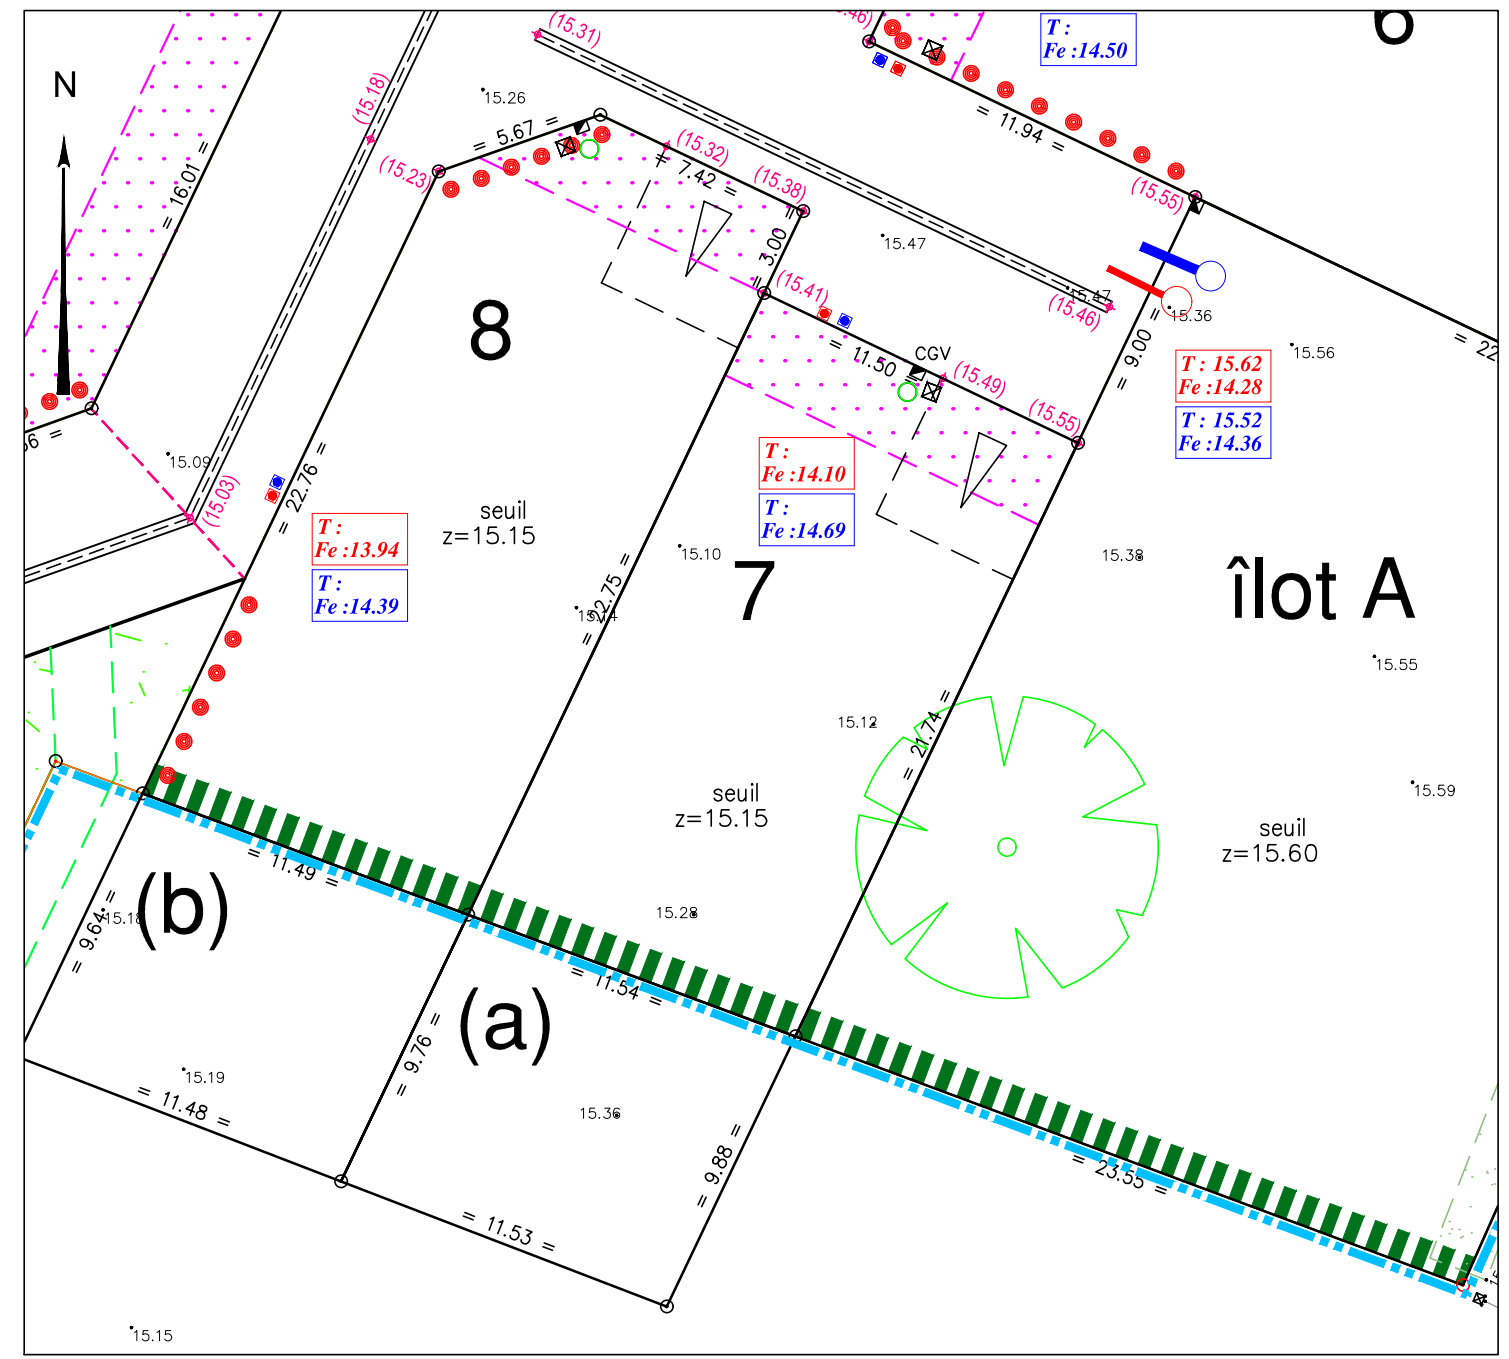 6
(15.31)
T :
Fe :14.50
N
(15.18)
15.26
= 5.67 =
= 11.94 =
(15.32)
= 7.42 =
(15.23)
(15.38)
(15.55)
= 16.01 =
= 3.00 =
15.47
(15.41)
15.47
(15.46)
15.36
= 9.00 =
8
= 11.50 =
CGV
(15.49)
15.56
= 22
T : 15.62
Fe :14.28
T : 15.52
Fe :14.36
(15.55)
15.09
(15.03)
= 22.76 =
T :
Fe :14.10
T :
Fe :14.69
seuil
z=15.15
T :
Fe :13.94
T :
Fe :14.39
15.10
15.38
= 22.75 =
15.14
7
îlot A
15.55
15.12
= 21.74 =
seuil
z=15.15
15.59
seuil
z=15.60
= 11.49 =
(b)
15.18
= 9.64 =
15.28
= 11.54 =
(a)
= 9.76 =
15.19
= 11.48 =
15.36
= 9.88 =
= 23.55 =
= 11.53 =
15.15